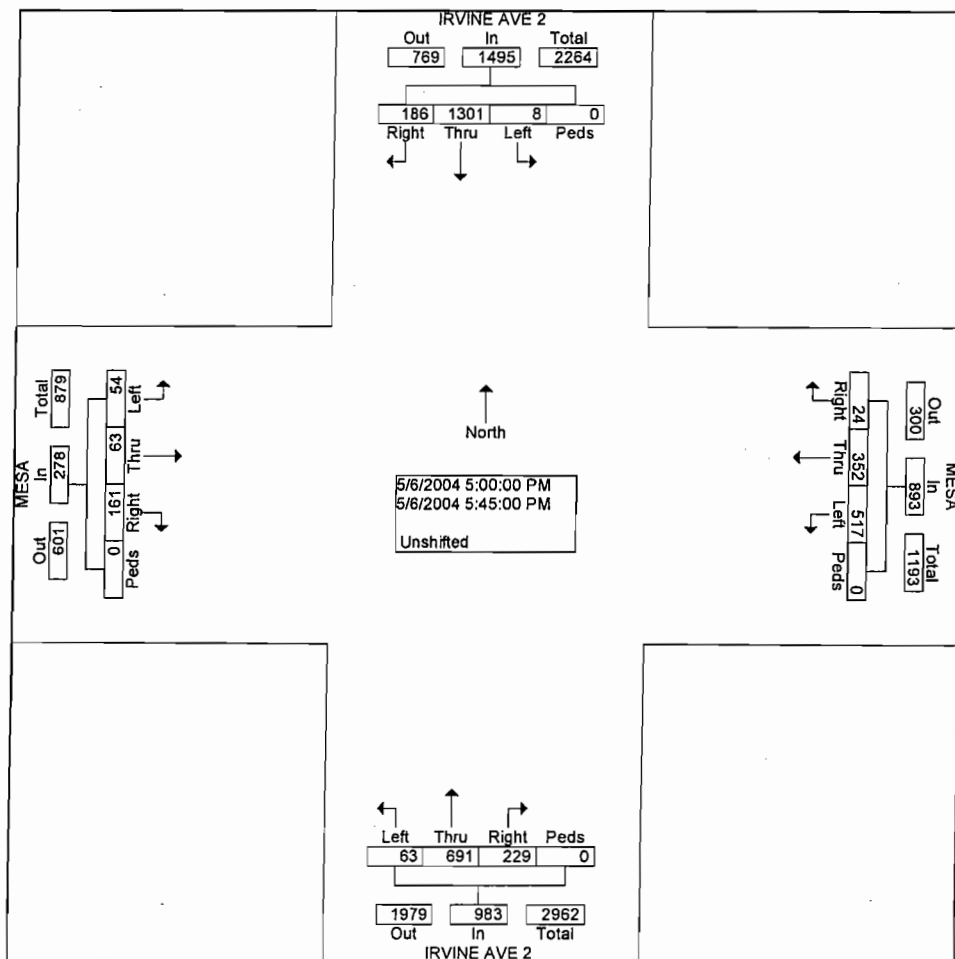 IRVINE AVE 2
Out In Total
769 1495 2264
186 1301 8 0
Right Thru Left Peds
MESA
Total In Out
879 278 601
54 63 161 0
Left Thru Right Peds
North
5/6/2004 5:00:00 PM
5/6/2004 5:45:00 PM
Unshifted
Right Thru Left Peds
24 352 517 0
Out In Total
300 893 1193
MESA
Left Thru Right Peds
63 691 229 0
1979 983 2962
Out In Total
IRVINE AVE 2